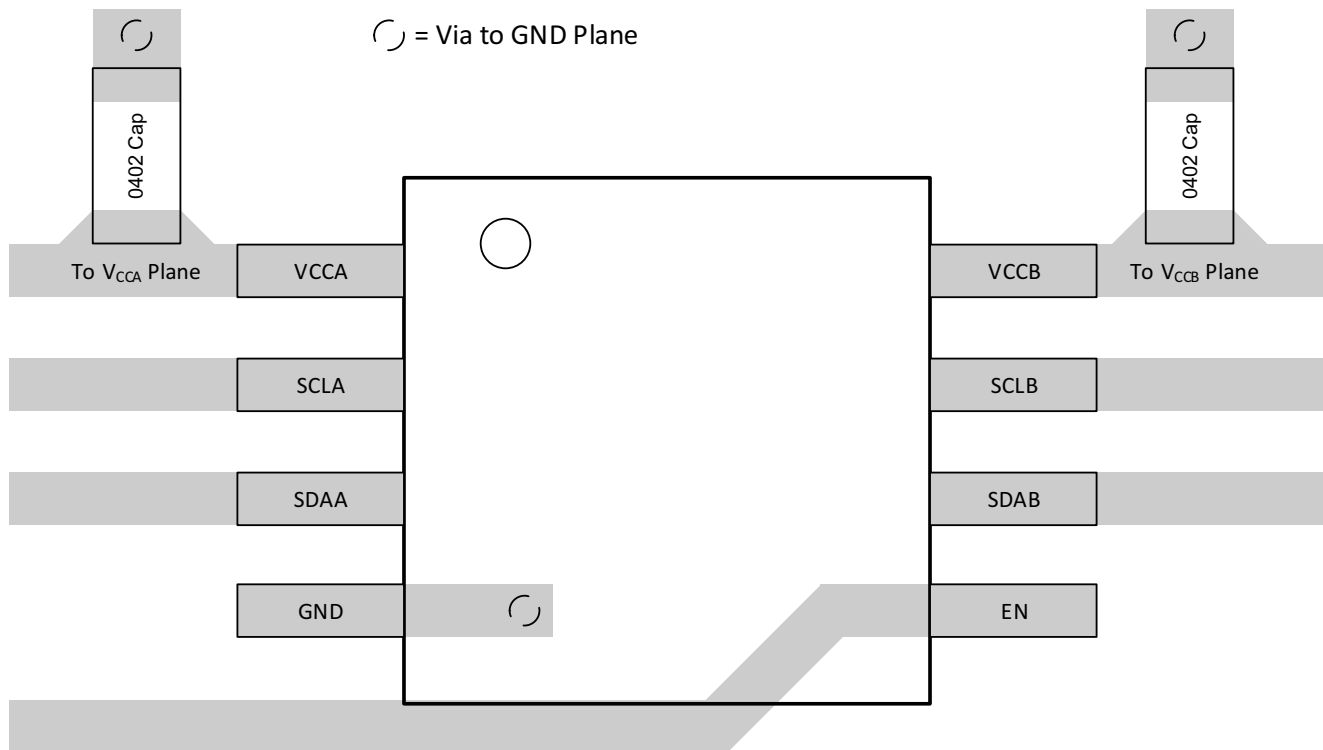 = Via to GND Plane
0402 Cap
0402 Cap
To VCCA Plane
VCCA
VCCB
To VCCB Plane
SCLA
SCLB
SDAA
SDAB
GND
EN